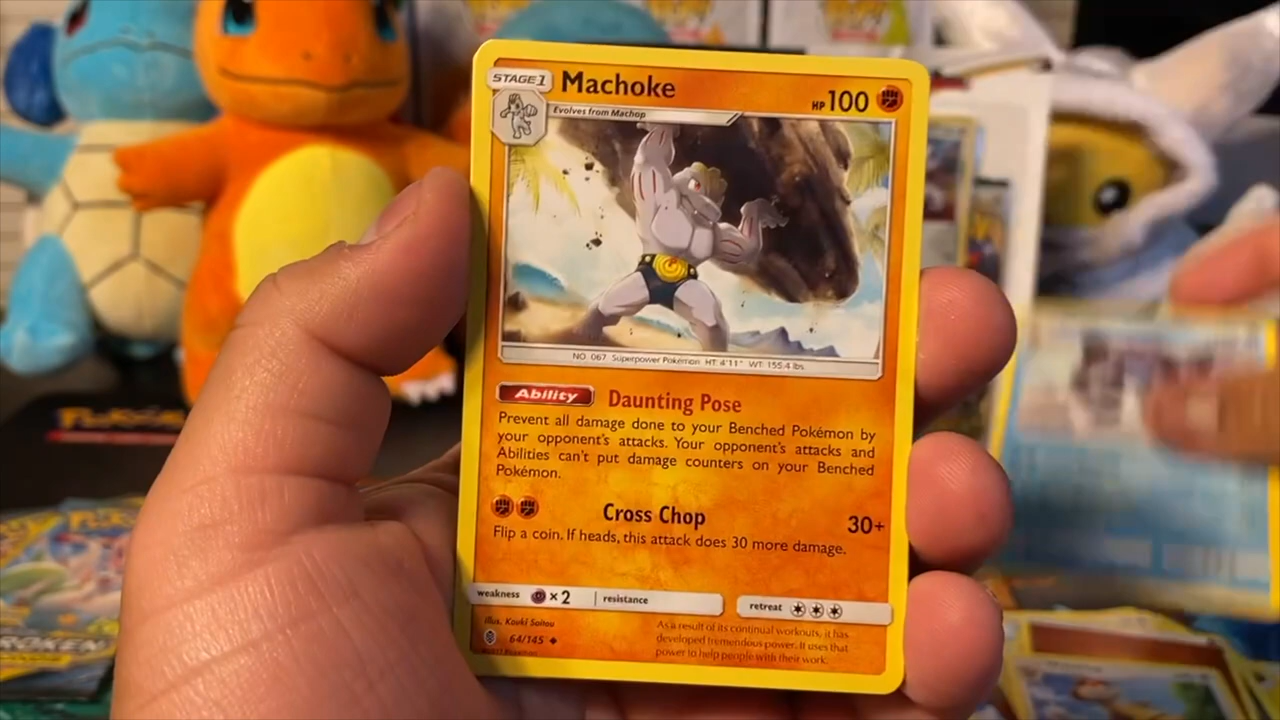 STAGE 1
Machoke
HP 100
Evolves from Machop
NO. 067 Superpower Pokémon HT: 4'11" WT: 155.4 lbs.
Ability Daunting Pose
Prevent all damage done to your Benched Pokémon by
your opponent's attacks. Your opponent's attacks and
Abilities can't put damage counters on your Benched
Pokémon.
Cross Chop 30+
Flip a coin. If heads, this attack does 30 more damage.
weakness ×2 resistance
retreat
illus. Kouki Saitou
64/145
As a result of its continual workouts, it has
developed tremendous power. It uses that
power to help people with their work.